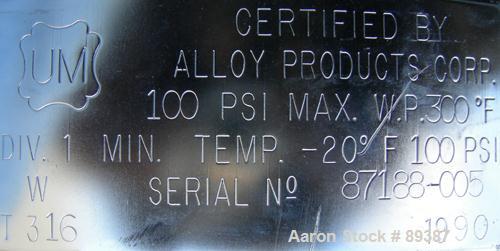 CERTIFIED BY
UM
ALLOY PRODUCTS CORP.
100 PSI MAX. W.P. 300 °F
DIV. 1 MIN. TEMP. -20° F 100 PSI
W SERIAL Nº 87188-005
T 316 1990
Aaron Stock # 89387